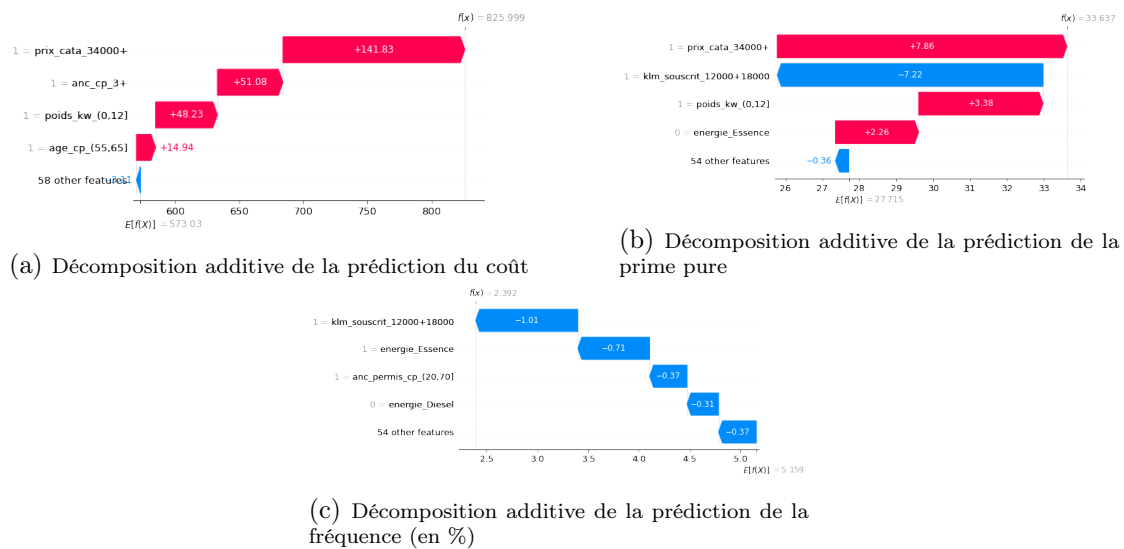 f(x) = 825.999
1 = prix_cata_34000+
+141.83
1 = anc_cp_3+
+51.08
1 = poids_kw_(0,12]
+48.23
1 = age_cp_(55,65]
+14.94
58 other features
−3.11
600 650 700 750 800
E[f(X)] = 573.03
(a) Décomposition additive de la prédiction du coût
f(x) = 33.637
1 = prix_cata_34000+
+7.86
1 = klm_souscrit_12000+18000
−7.22
1 = poids_kw_(0,12]
+3.38
0 = energie_Essence
+2.26
54 other features
−0.36
26 27 28 29 30 31 32 33 34
E[f(X)] = 27.715
(b) Décomposition additive de la prédiction de la
prime pure
f(x) = 2.392
1 = klm_souscrit_12000+18000
−1.01
1 = energie_Essence
−0.71
1 = anc_permis_cp_(20,70]
−0.37
0 = energie_Diesel
−0.31
54 other features
−0.37
2.5 3.0 3.5 4.0 4.5 5.0
E[f(X)] = 5.159
(c) Décomposition additive de la prédiction de la
fréquence (en %)